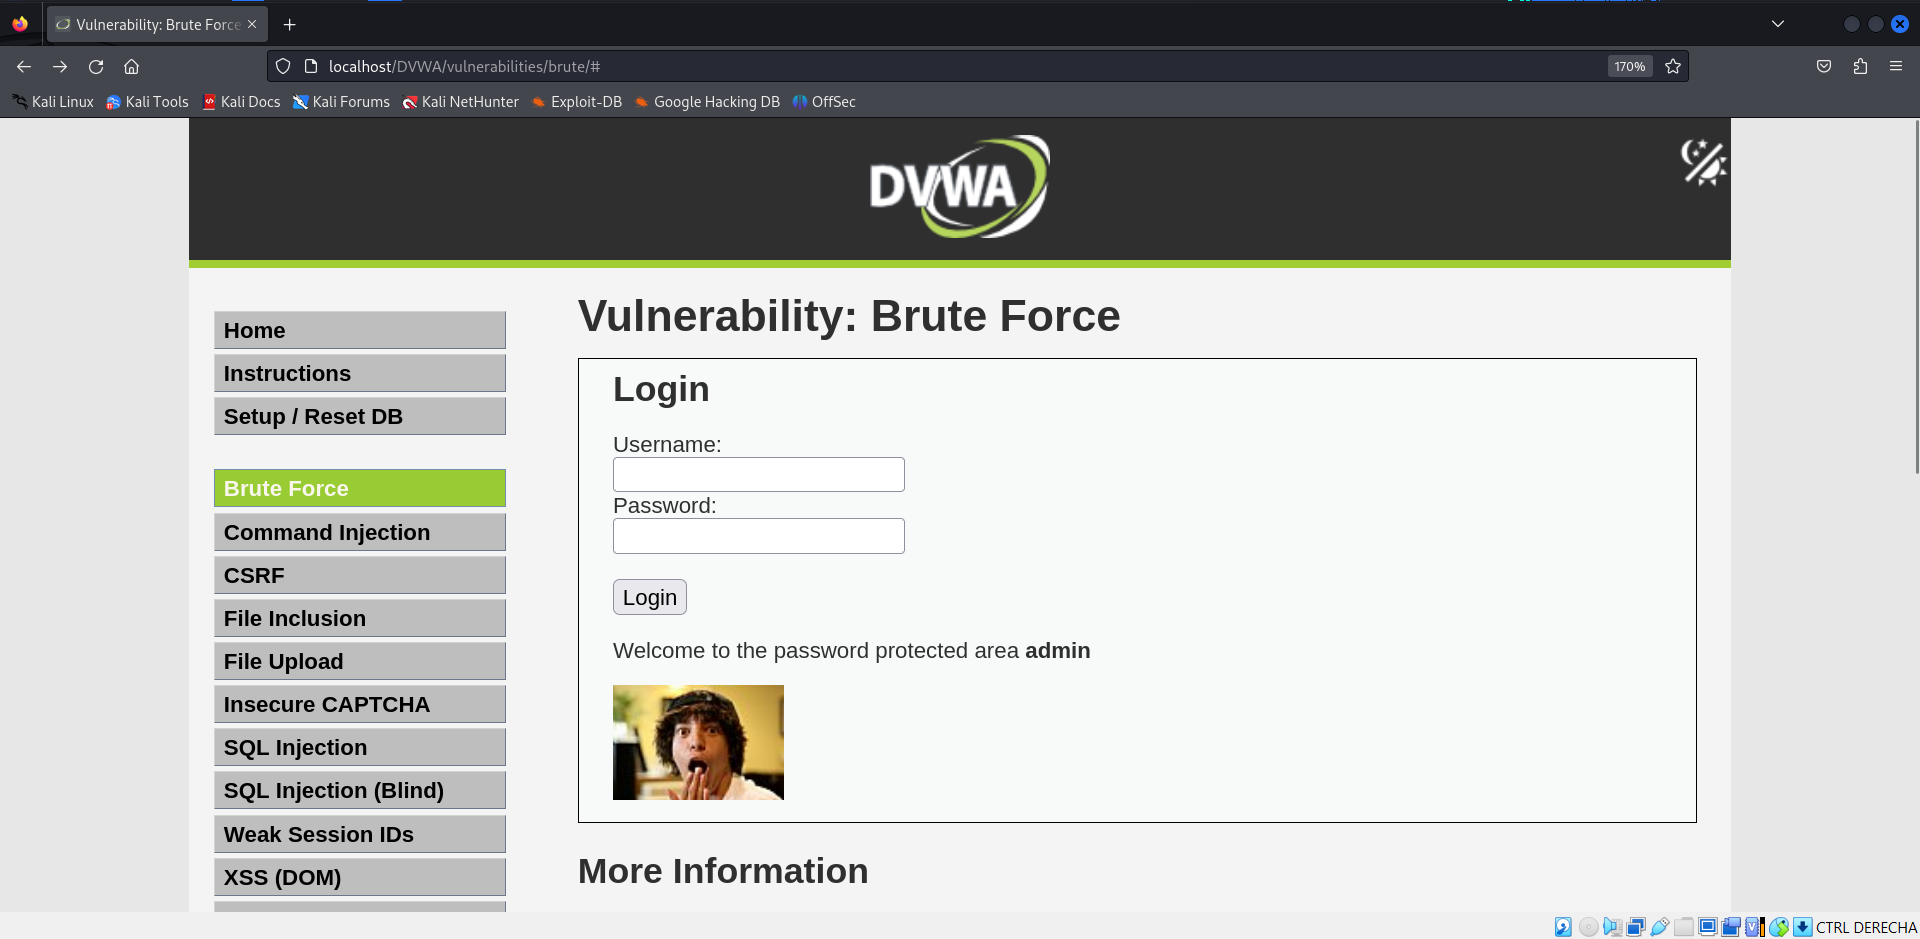 Vulnerability: Brute Force
localhost/DVWA/vulnerabilities/brute/#
170%
Kali Linux
Kali Tools
Kali Docs
Kali Forums
Kali NetHunter
Exploit-DB
Google Hacking DB
OffSec
DVWA
Home
Instructions
Setup / Reset DB
Brute Force
Command Injection
CSRF
File Inclusion
File Upload
Insecure CAPTCHA
SQL Injection
SQL Injection (Blind)
Weak Session IDs
XSS (DOM)
Vulnerability: Brute Force
Login
Username:
Password:
Login
Welcome to the password protected area admin
More Information
CTRL DERECHA